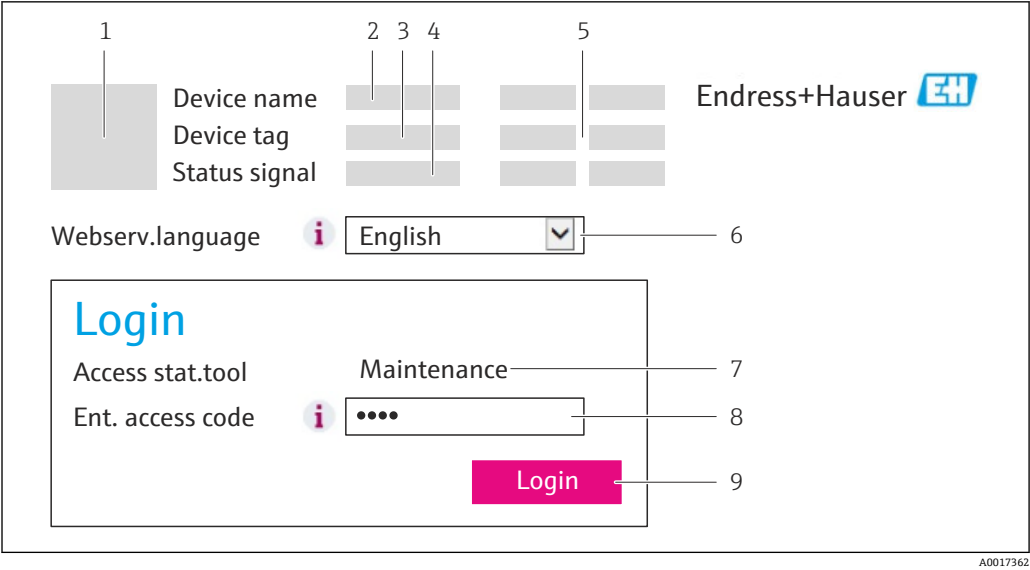 1 2 3 4 5
Device name
Endress+Hauser EH
Device tag
Status signal
Webserv.language i English 6
Login
Access stat.tool Maintenance 7
Ent. access code i •••• 8
Login 9
A0017362